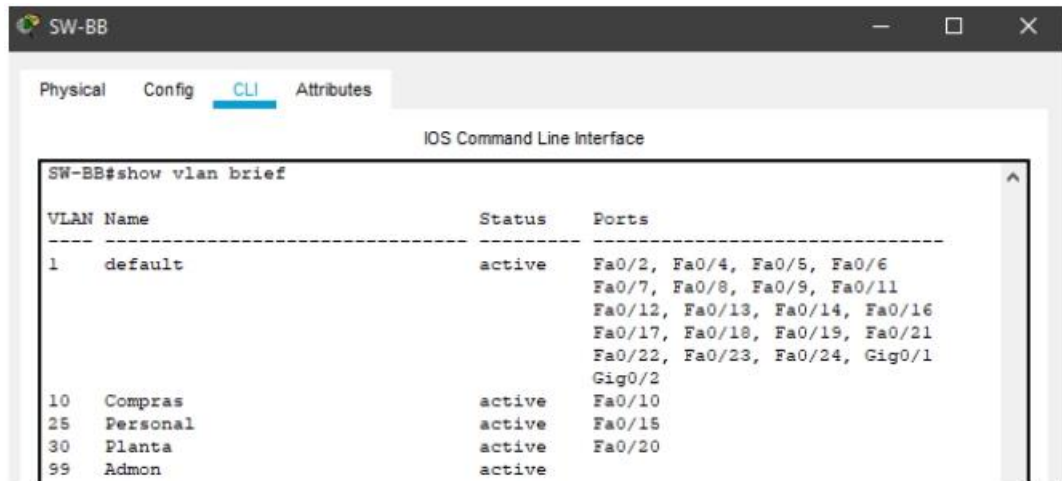 SW-BB
Physical Config CLI Attributes
IOS Command Line Interface
SW-BB#show vlan brief
VLAN Name Status Ports
---- -------------------------------- --------- -------------------------------
1 default active Fa0/2, Fa0/4, Fa0/5, Fa0/6
Fa0/7, Fa0/8, Fa0/9, Fa0/11
Fa0/12, Fa0/13, Fa0/14, Fa0/16
Fa0/17, Fa0/18, Fa0/19, Fa0/21
Fa0/22, Fa0/23, Fa0/24, Gig0/1
Gig0/2
10 Compras active Fa0/10
25 Personal active Fa0/15
30 Planta active Fa0/20
99 Admon active